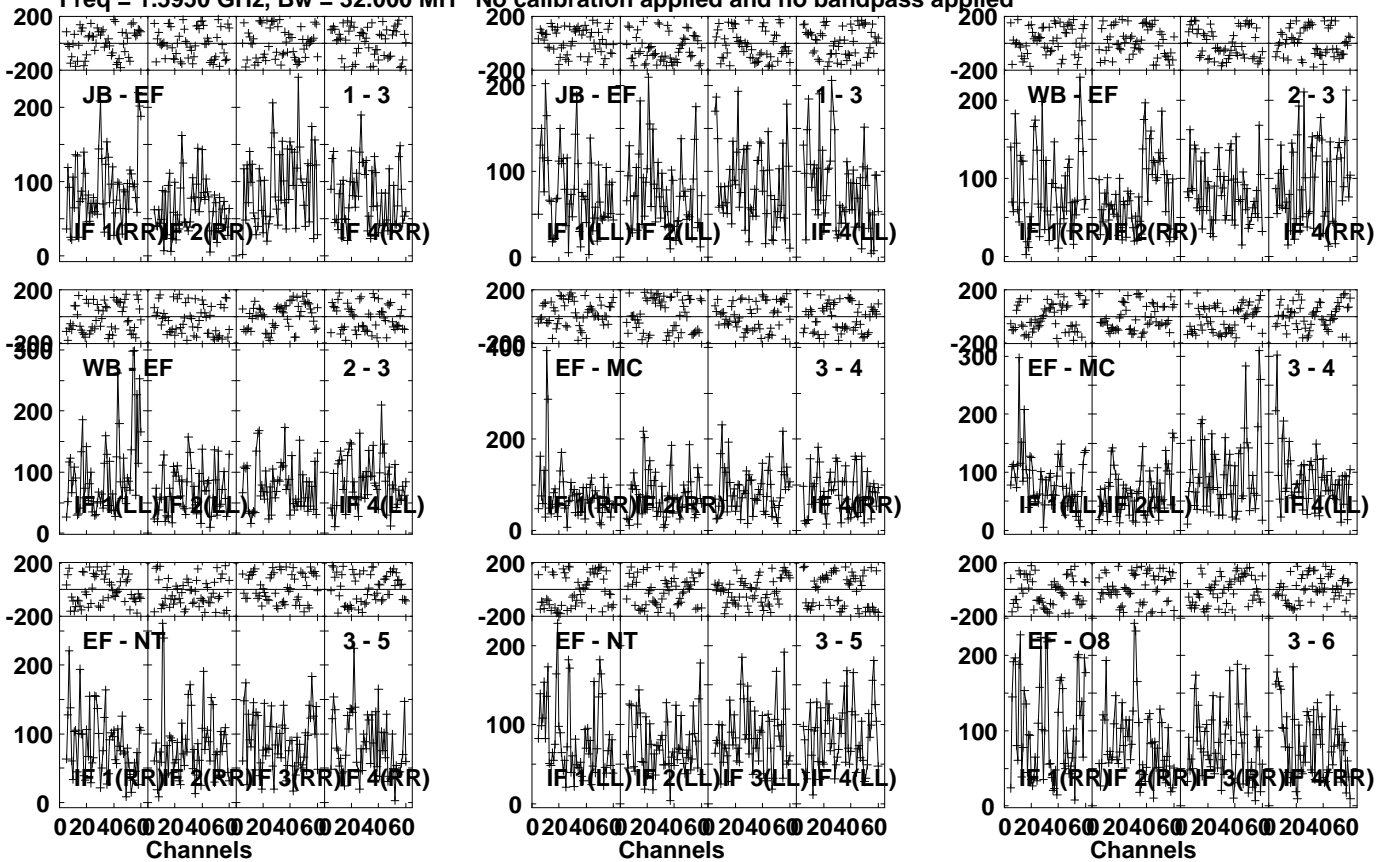 Freq = 1.5950 GHz, Bw = 32.000 MH No calibration applied and no bandpass applied
-200 -200 200
200 200 200
JB - EF 1 - 3 JB - EF 1 - 3 WB - EF 2 - 3
100 100 100
IF 1(RR) IF 2(RR) IF 4(RR) IF 1(LL) IF 2(LL) IF 4(LL) IF 1(RR) IF 2(RR) IF 4(RR)
0 0 0
200 200 200
-200 -200 -200
300 400 300
WB - EF 2 - 3 EF - MC 3 - 4 EF - MC 3 - 4
200 200 200
100 100
IF 1(LL) IF 2(LL) IF 4(LL) IF 1(RR) IF 2(RR) IF 4(RR) IF 1(LL) IF 2(LL) IF 4(LL)
0 0 0
200 200 200
-200 -200 -200
EF - NT 3 - 5 EF - NT 3 - 5 EF - O8 3 - 6
200 200 200
100 100 100
IF 1(RR) IF 2(RR) IF 3(RR) IF 4(RR) IF 1(LL) IF 2(LL) IF 3(LL) IF 4(LL) IF 1(RR) IF 2(RR) IF 3(RR) IF 4(RR)
0 0 0
0 20 40 60 0 20 40 60 0 20 40 60 0 20 40 60 0 20 40 60 0 20 40 60 0 20 40 60 0 20 40 60 0 20 40 60 0 20 40 60 0 20 40 60 0 20 40 60
Channels Channels Channels